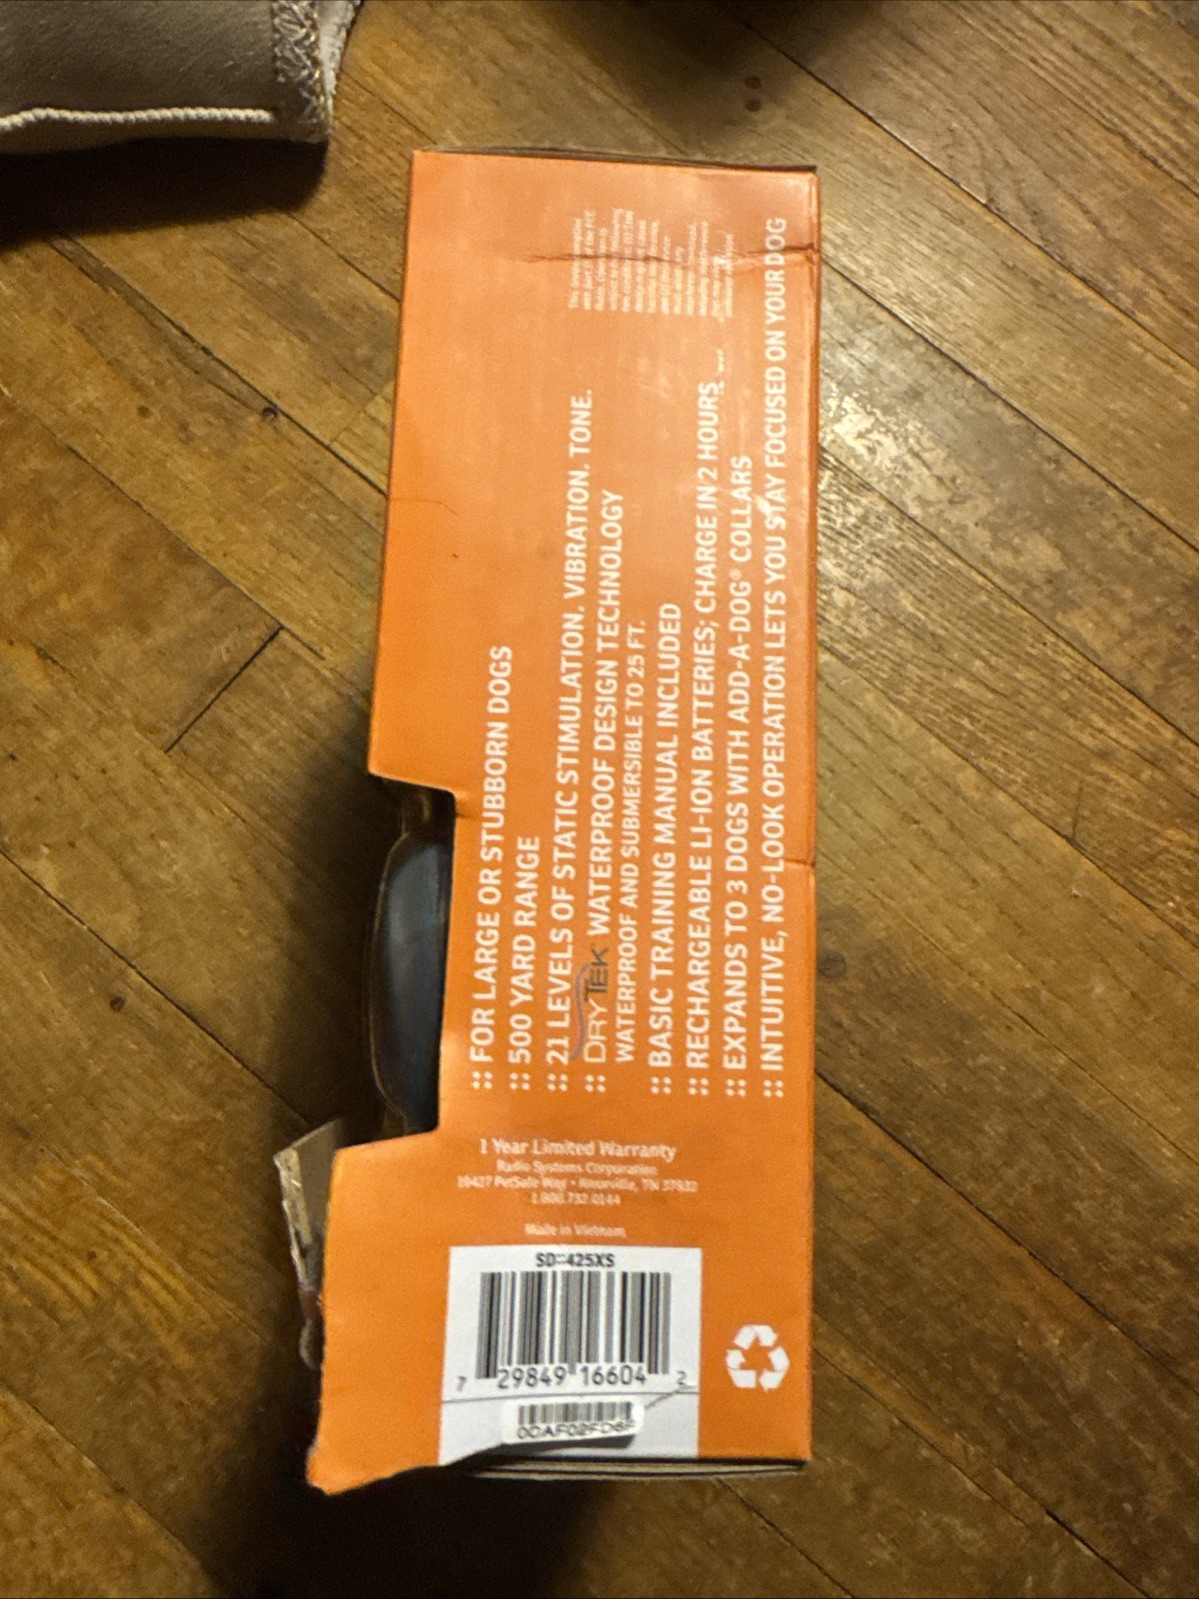 :: FOR LARGE OR STUBBORN DOGS
:: 500 YARD RANGE
:: 21 LEVELS OF STATIC STIMULATION. VIBRATION. TONE.
:: DRYTEK WATERPROOF DESIGN TECHNOLOGY
WATERPROOF AND SUBMERSIBLE TO 25 FT.
:: BASIC TRAINING MANUAL INCLUDED
:: RECHARGEABLE LI-ION BATTERIES; CHARGE IN 2 HOURS
:: EXPANDS TO 3 DOGS WITH ADD-A-DOG® COLLARS
:: INTUITIVE, NO-LOOK OPERATION LETS YOU STAY FOCUSED ON YOUR DOG
1 Year Limited Warranty
Radio Systems Corporation
10427 PetSafe Way • Knoxville, TN 37932
1.800.732.0144
Made in Vietnam
SD-425XS
7 29849 16604 2